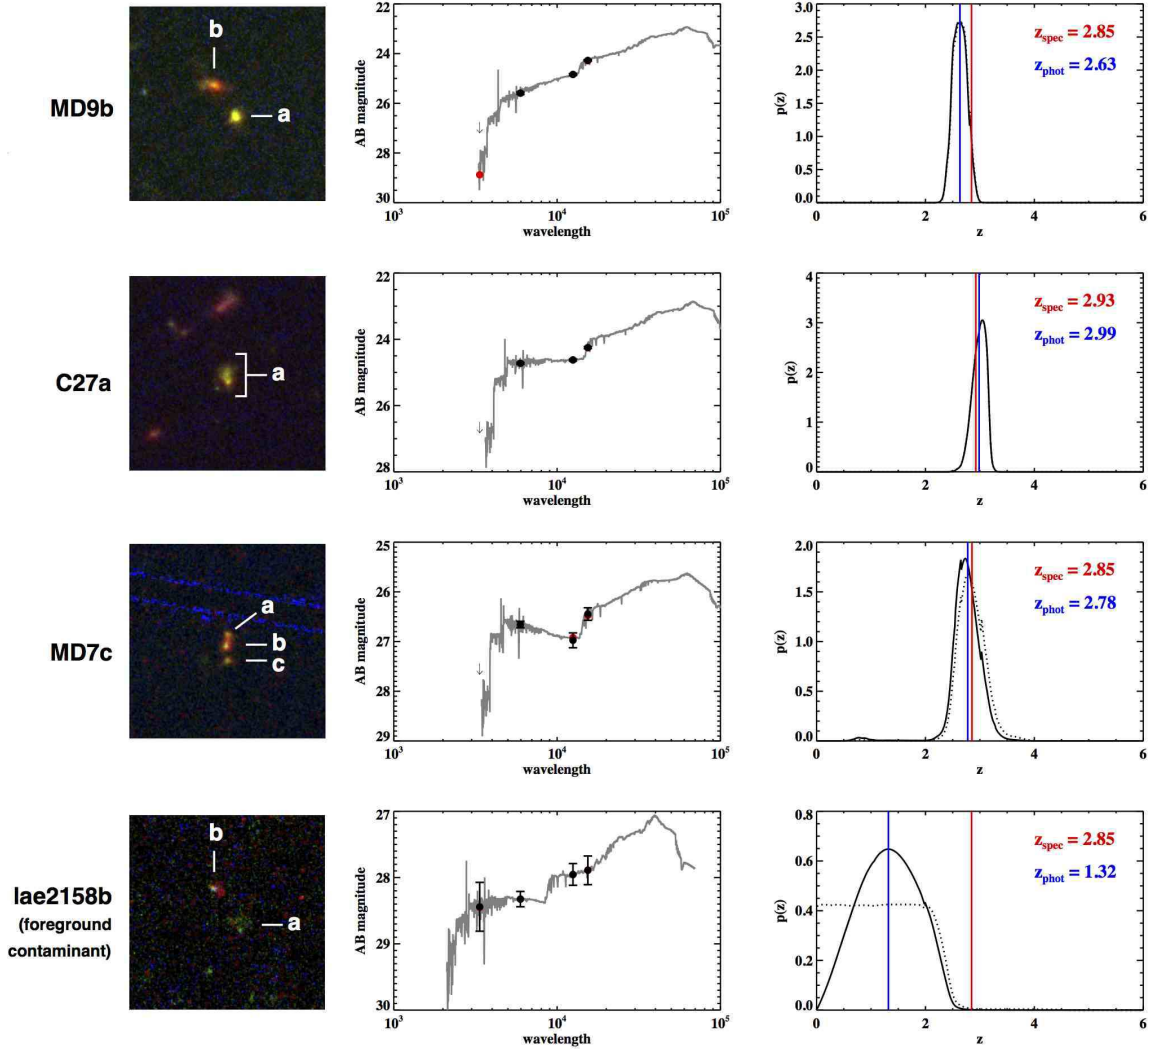 b
a
MD9b
AB magnitude
24
26
28
30
10³
10⁴
10⁵
wavelength
p(z)
3.0
2.5
2.0
1.5
1.0
0.5
0.0
0
2
4
6
z
z_spec = 2.85
z_phot = 2.63
C27a
a
AB magnitude
22
23
24
25
26
27
28
10³
10⁴
10⁵
wavelength
p(z)
4
3
2
1
0
0
2
4
6
z
z_spec = 2.93
z_phot = 2.99
MD7c
a
b
c
AB magnitude
25
26
27
28
29
10³
10⁴
10⁵
wavelength
p(z)
2.0
1.5
1.0
0.5
0.0
0
2
4
6
z
z_spec = 2.85
z_phot = 2.78
lae2158b
(foreground
contaminant)
b
a
AB magnitude
27
28
29
30
10³
10⁴
10⁵
wavelength
p(z)
0.8
0.6
0.4
0.2
0.0
0
2
4
6
z
z_spec = 2.85
z_phot = 1.32